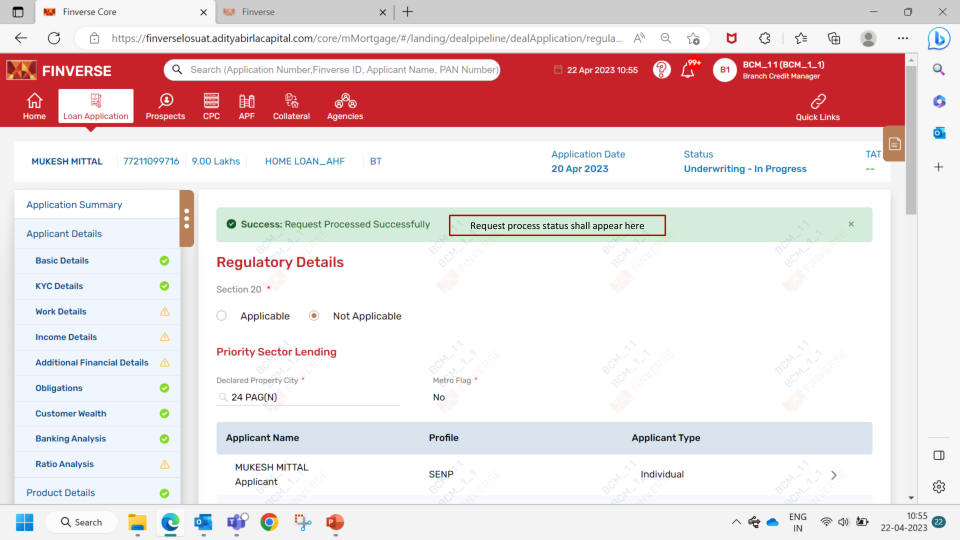 Finverse Core
Finverse
https://finverselosuat.adityabirlacapital.com/core/mMortgage/#/landing/dealpipeline/dealApplication/regula...
FINVERSE
Search (Application Number,Finverse ID, Applicant Name, PAN Number)
22 Apr 2023 10:55
99+
B1
BCM_11 (BCM_1_1)
Branch Credit Manager
Home
Loan Application
Prospects
CPC
APF
Collateral
Agencies
Quick Links
MUKESH MITTAL
77211099716
9.00 Lakhs
HOME LOAN_AHF
BT
Application Date
20 Apr 2023
Status
Underwriting - In Progress
TAT
--
Application Summary
Applicant Details
Basic Details
KYC Details
Work Details
Income Details
Additional Financial Details
Obligations
Customer Wealth
Banking Analysis
Ratio Analysis
Product Details
Success: Request Processed Successfully
Request process status shall appear here
Regulatory Details
Section 20 *
Applicable
Not Applicable
Priority Sector Lending
Declared Property City *
24 PAG(N)
Metro Flag *
No
Applicant Name Profile Applicant Type
MUKESH MITTAL
Applicant
SENP
Individual
BCM_11
BCM_1_1
FINVERSE
Search
ENG
IN
10:55
22-04-2023
22